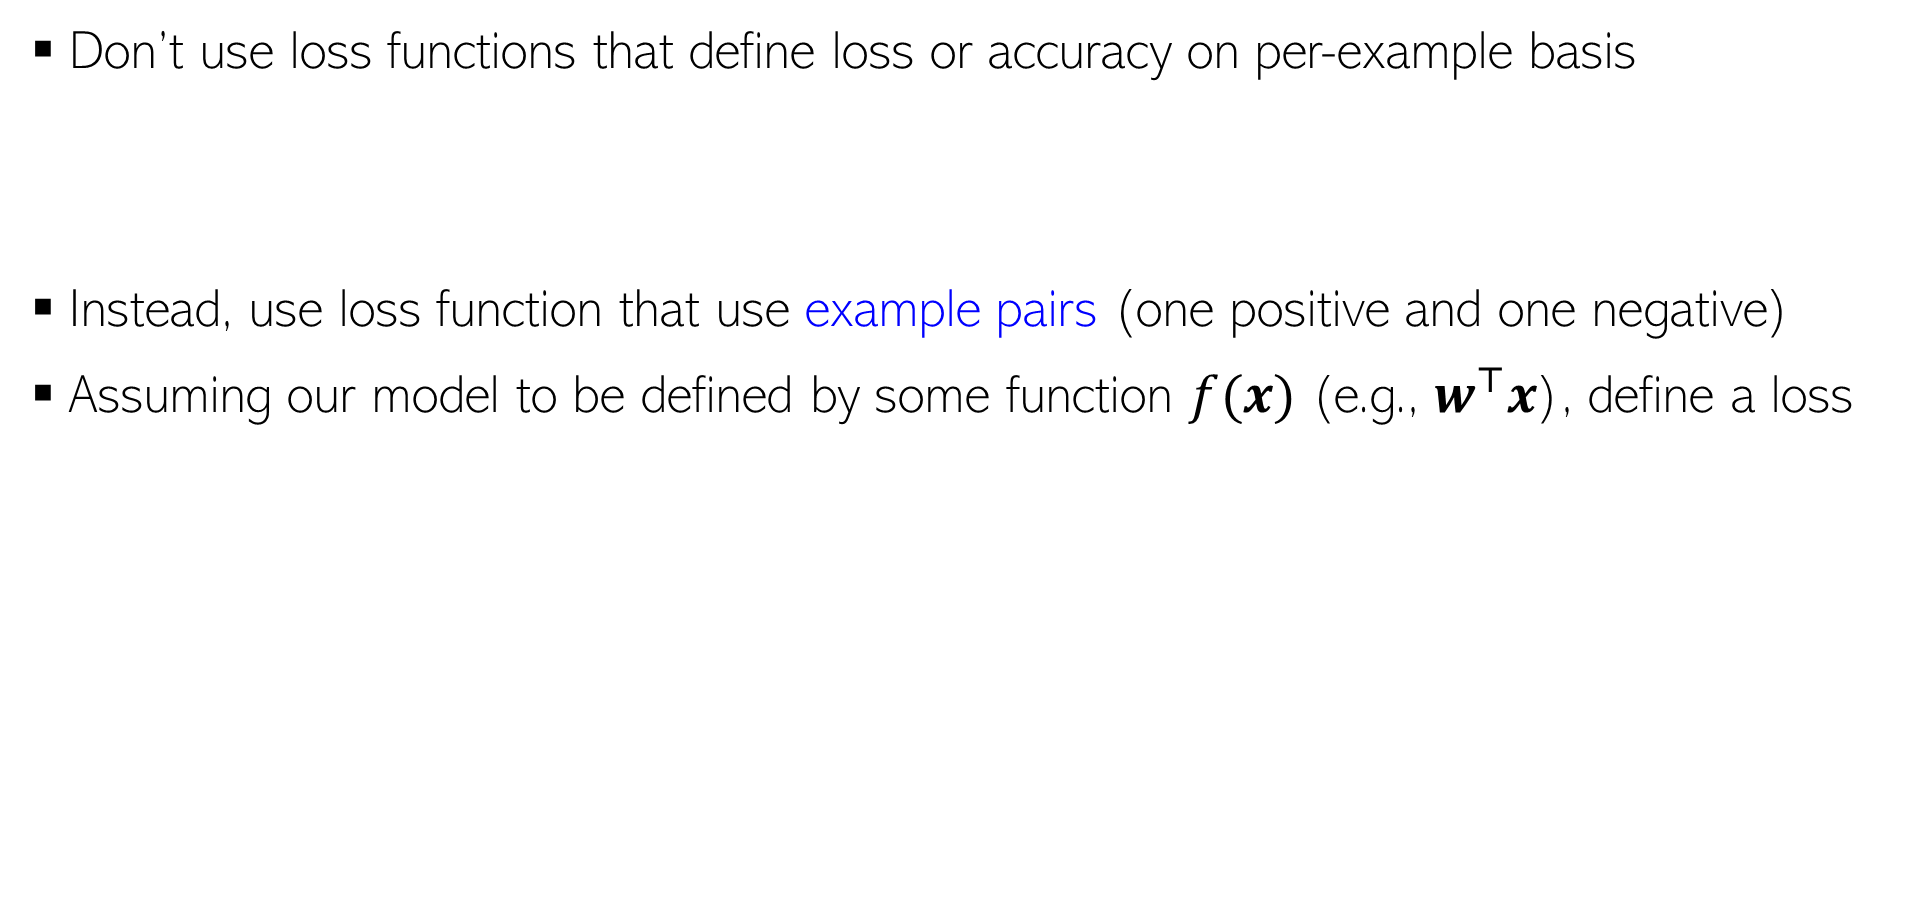 ▪ Don't use loss functions that define loss or accuracy on per-example basis
▪ Instead, use loss function that use example pairs (one positive and one negative)
▪ Assuming our model to be defined by some function 𝒇(𝒙) (e.g., 𝒘⊤𝒙), define a loss